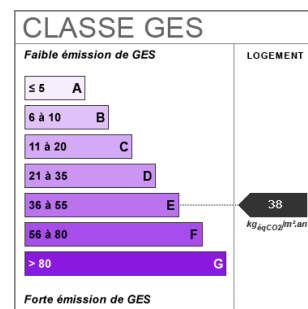 CLASSE GES
Faible émission de GES
LOGEMENT
≤ 5 A
6 à 10 B
11 à 20 C
21 à 35 D
36 à 55 E
38
kgéqCO2/m².an
56 à 80 F
> 80 G
Forte émission de GES